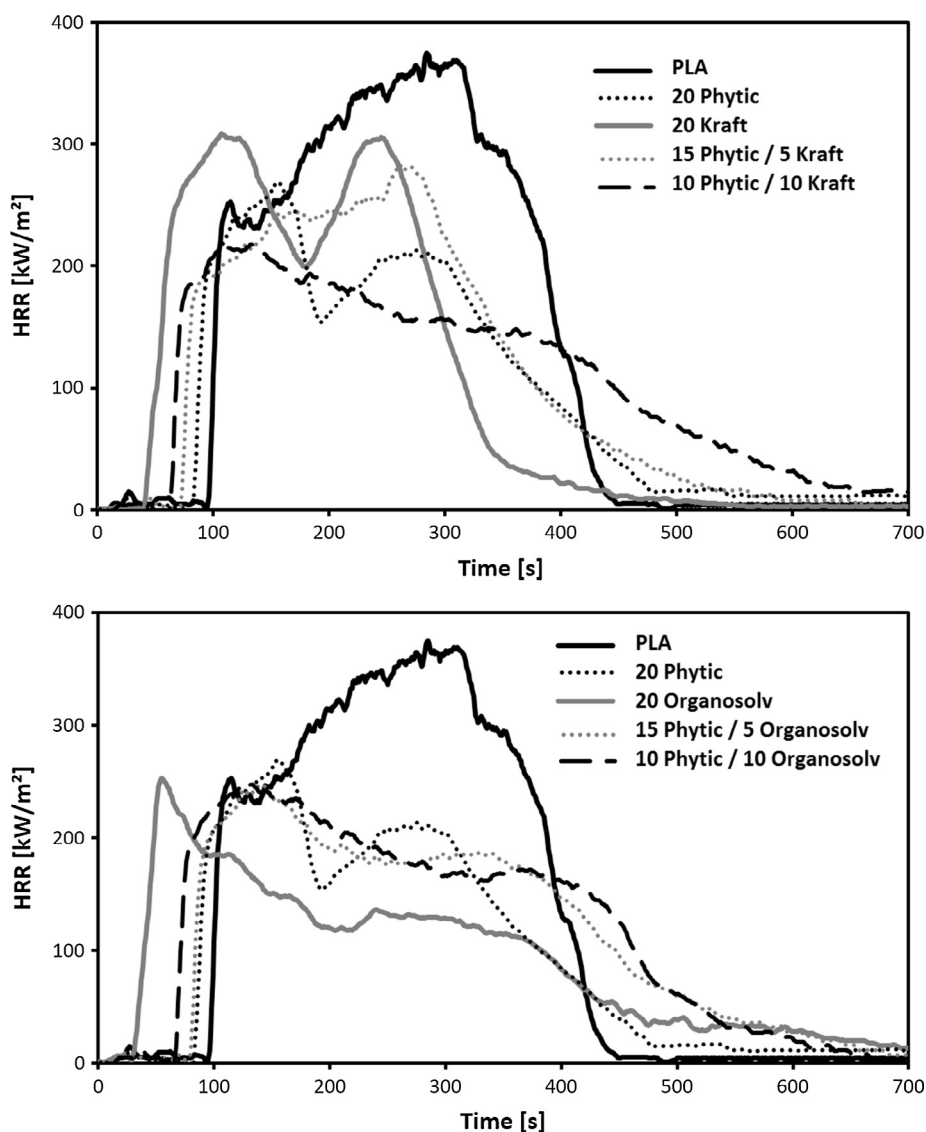 400
300
200
100
0
HRR [kW/m²]
PLA
20 Phytic
20 Kraft
15 Phytic / 5 Kraft
10 Phytic / 10 Kraft
0 100 200 300 400 500 600 700
Time [s]
400
300
200
100
0
HRR [kW/m²]
PLA
20 Phytic
20 Organosolv
15 Phytic / 5 Organosolv
10 Phytic / 10 Organosolv
0 100 200 300 400 500 600 700
Time [s]